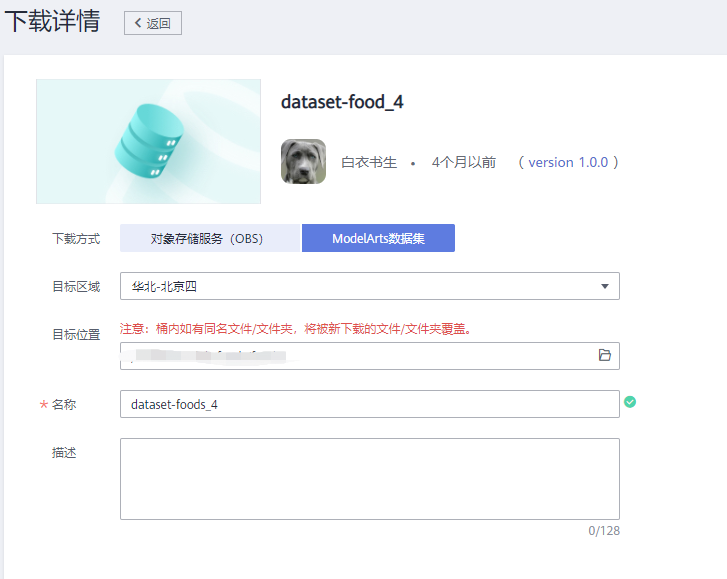 下载详情
返回
dataset-food_4
白衣书生 • 4个月以前 ( version 1.0.0 )
下载方式 对象存储服务（OBS） ModelArts数据集
目标区域 华北-北京四
目标位置 注意：桶内如有同名文件/文件夹，将被新下载的文件/文件夹覆盖。
* 名称 dataset-foods_4
描述
0/128